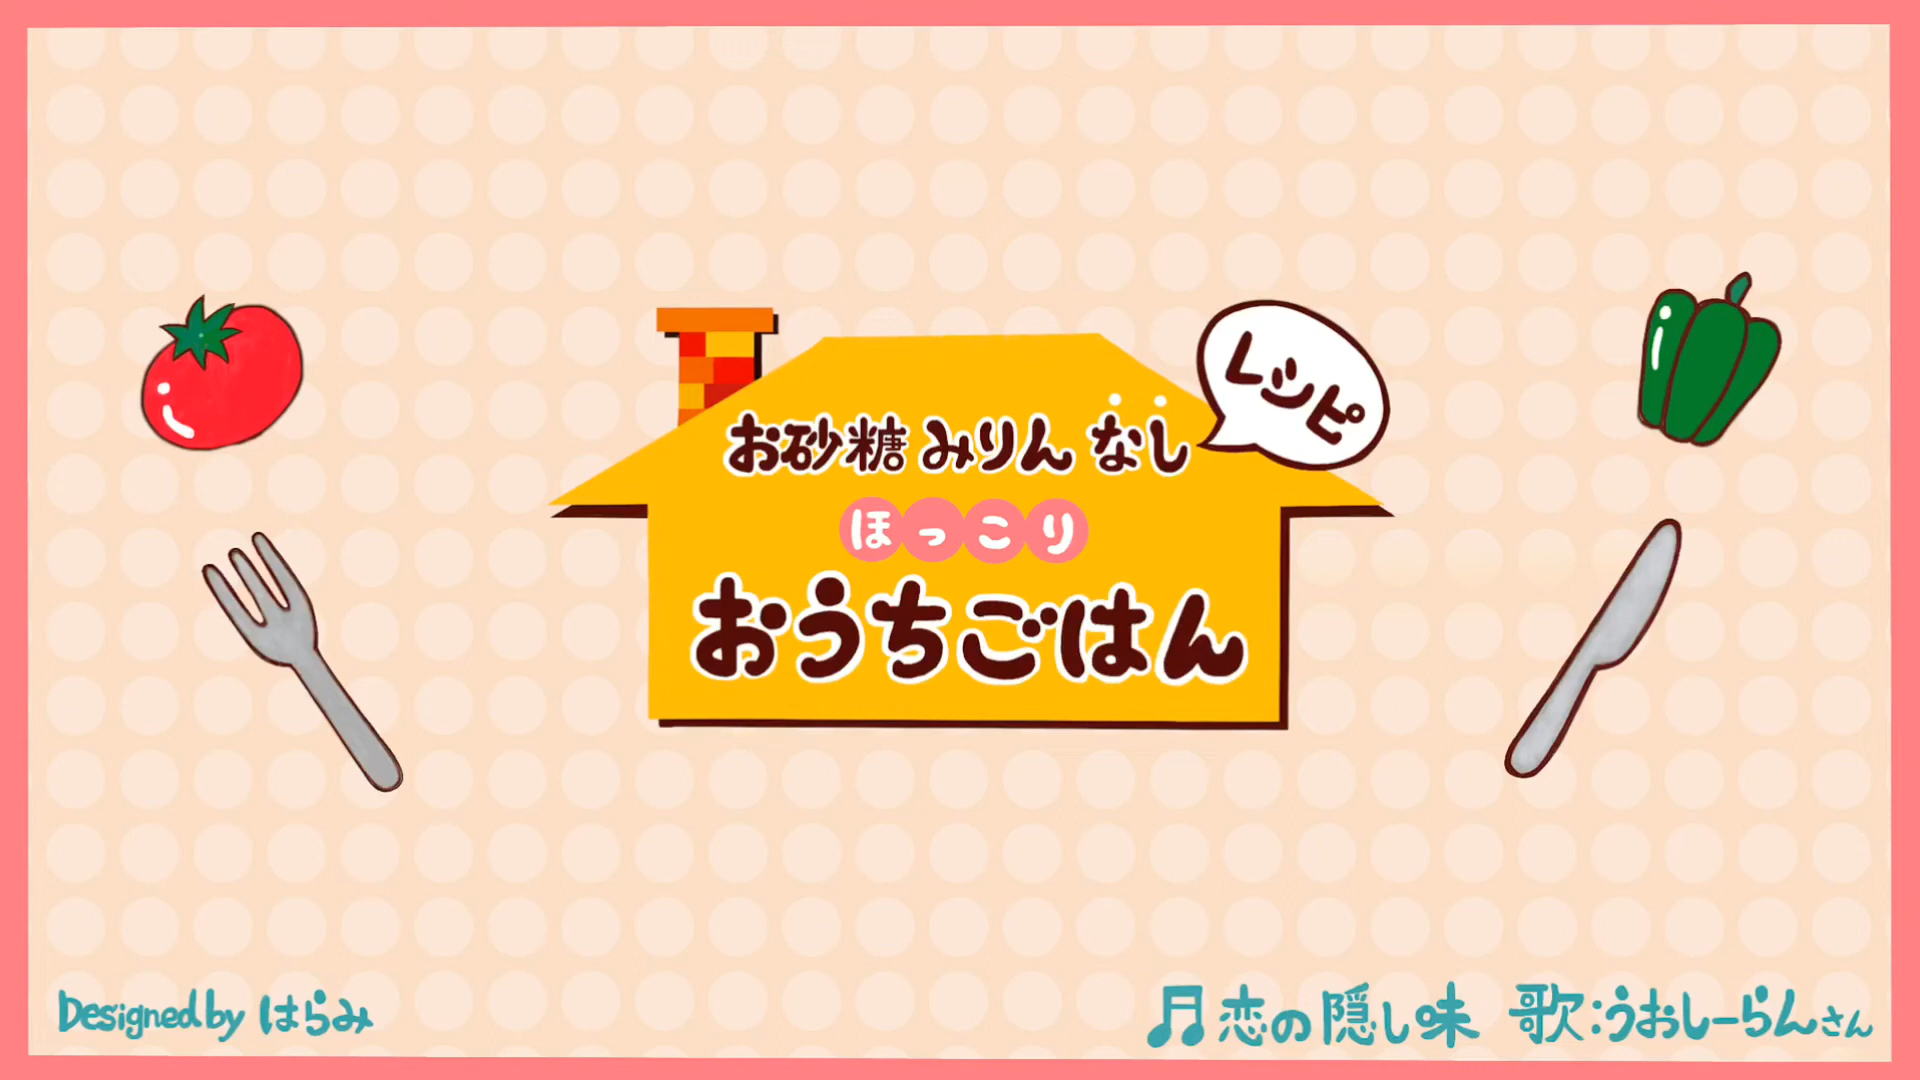 レシピ
お砂糖 みりん なし
ほっこり
おうちごはん
Designed by はらみ
♬恋の隠し味 歌:うおしーらんさん